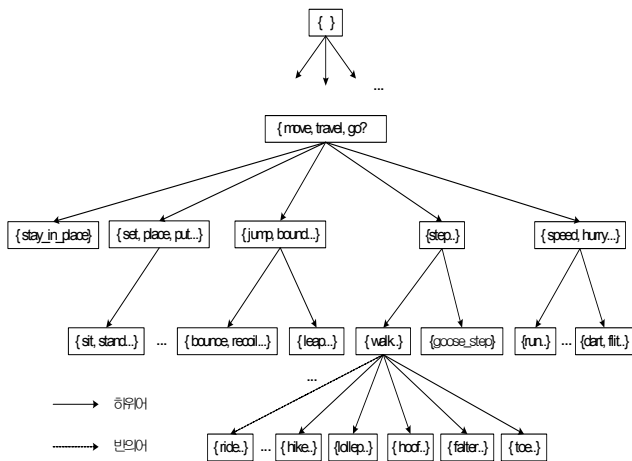 { }
...
{ move, travel, go?
{ stay_in_place}
{ set, place, put...}
{ jump, bound...}
{step..}
{ speed, hurry...}
{ sit, stand...}
...
{ bounce, recoil...}
{ leap...}
{ walk..}
{goose_step}
{run..}
...
{dart, flit..}
...
하위어
반의어
{ ride..}
...
{ hike..}
{lollep..}
{ hoof..}
{ falter..}
{ toe..}